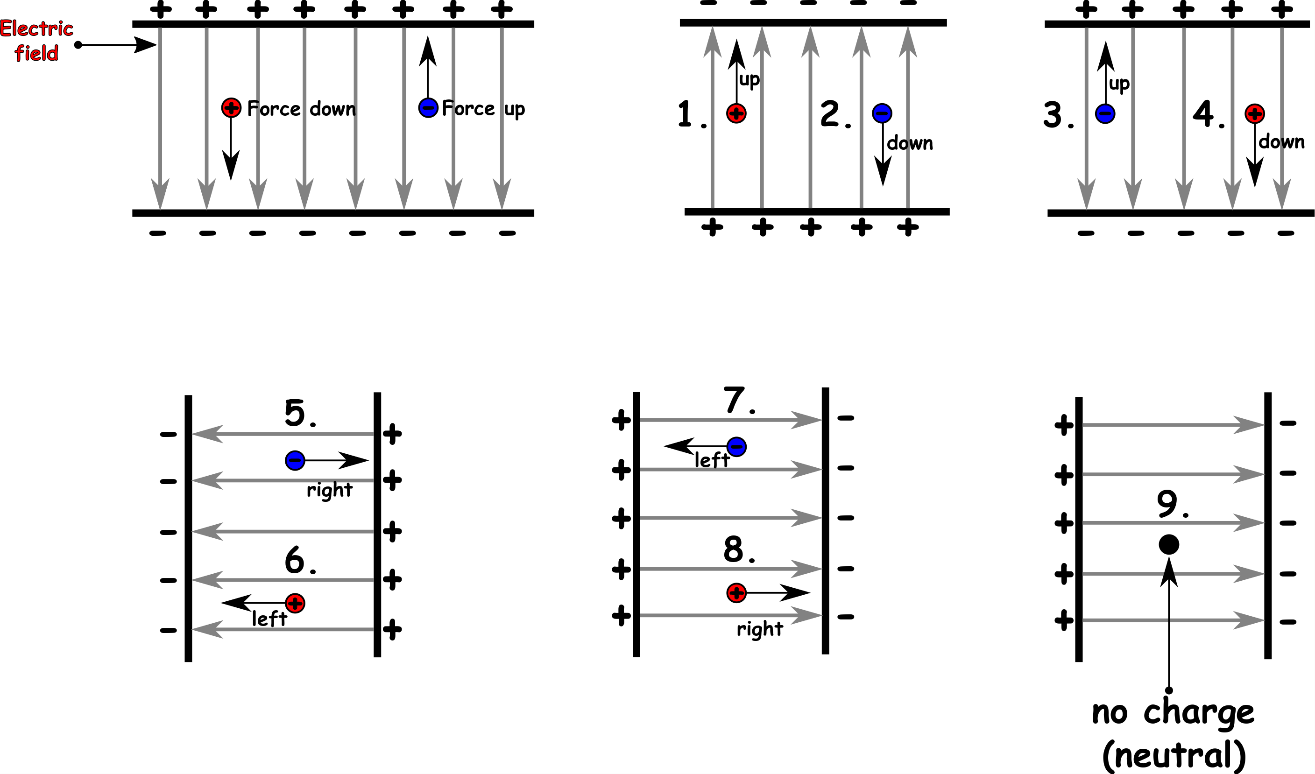 + + + + + + + +
Electric
field
+ Force down
- Force up
- - - - - - - -
- - - - -
up
1. +
2. -
down
+ + + + +
+ + + + +
up
3. -
4. +
down
- - - - -
5.
- +
-
- +
right
- +
6.
- +
+
left
- +
7.
+ -
-
left
+ -
+ -
8.
+ -
+
+ -
right
+ -
+ -
9.
+ -
+ -
+ -
no charge
(neutral)